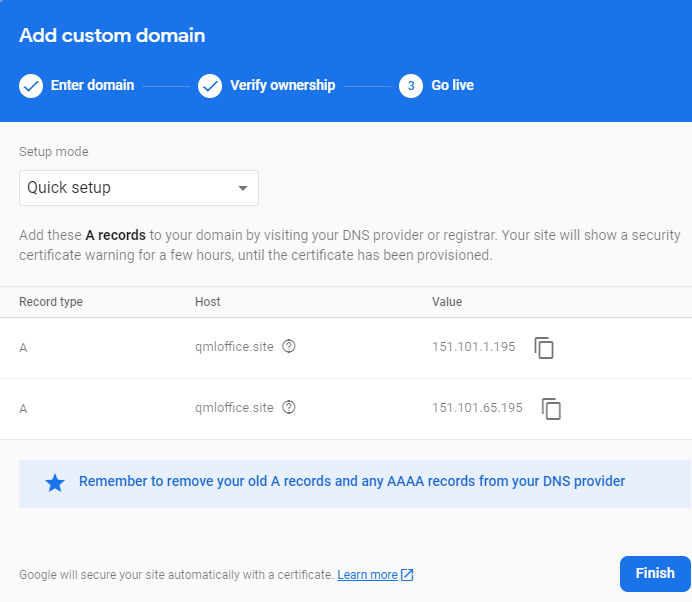 Add custom domain
Enter domain
Verify ownership
3 Go live
Setup mode
Quick setup
Add these A records to your domain by visiting your DNS provider or registrar. Your site will show a security
certificate warning for a few hours, until the certificate has been provisioned.
Record type Host Value
A qmloffice.site 151.101.1.195
A qmloffice.site 151.101.65.195
Remember to remove your old A records and any AAAA records from your DNS provider
Google will secure your site automatically with a certificate. Learn more
Finish